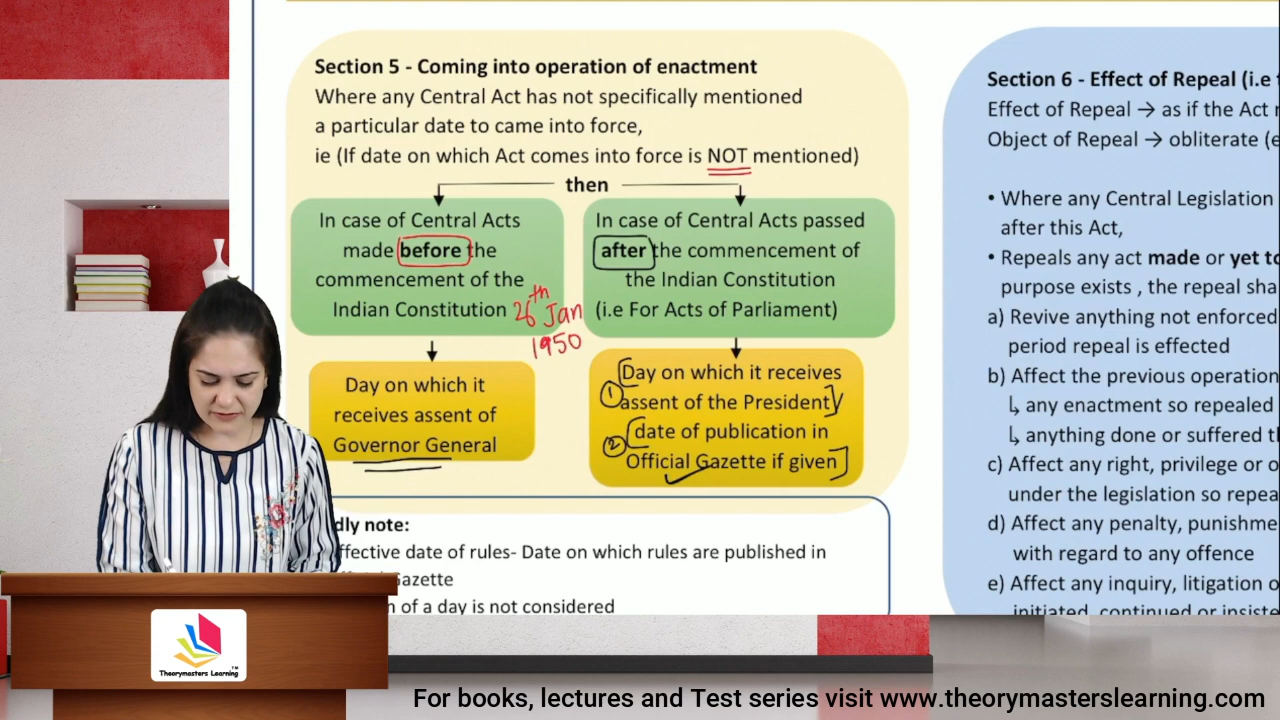 Section 5 - Coming into operation of enactment
Where any Central Act has not specifically mentioned
a particular date to came into force,
ie (If date on which Act comes into force is NOT mentioned)
then
In case of Central Acts
made before the
commencement of the
Indian Constitution
26th Jan
1950
Day on which it
receives assent of
Governor General
In case of Central Acts passed
after the commencement of
the Indian Constitution
(i.e For Acts of Parliament)
Day on which it receives
1 assent of the President
date of publication in
2 Official Gazette if given
dly note:
ffective date of rules- Date on which rules are published in
Gazette
n of a day is not considered
Section 6 - Effect of Repeal (i.e
Effect of Repeal → as if the Act
Object of Repeal → obliterate (e
• Where any Central Legislation
after this Act,
• Repeals any act made or yet to
purpose exists , the repeal sha
a) Revive anything not enforced
period repeal is effected
b) Affect the previous operation
↳ any enactment so repealed
↳ anything done or suffered t
c) Affect any right, privilege or o
under the legislation so repea
d) Affect any penalty, punishme
with regard to any offence
e) Affect any inquiry, litigation o
initiated, continued or insiste
Theorymasters Learning™
For books, lectures and Test series visit www.theorymasterslearning.com